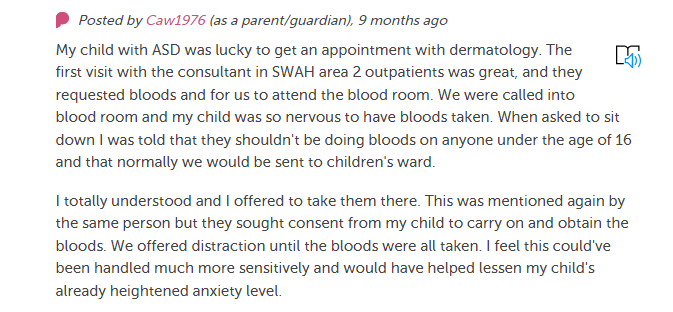 Posted by Caw1976 (as a parent/guardian), 9 months ago
My child with ASD was lucky to get an appointment with dermatology. The
first visit with the consultant in SWAH area 2 outpatients was great, and they
requested bloods and for us to attend the blood room. We were called into
blood room and my child was so nervous to have bloods taken. When asked to sit
down I was told that they shouldn't be doing bloods on anyone under the age of 16
and that normally we would be sent to children's ward.
I totally understood and I offered to take them there. This was mentioned again by
the same person but they sought consent from my child to carry on and obtain the
bloods. We offered distraction until the bloods were all taken. I feel this could've
been handled much more sensitively and would have helped lessen my child's
already heightened anxiety level.